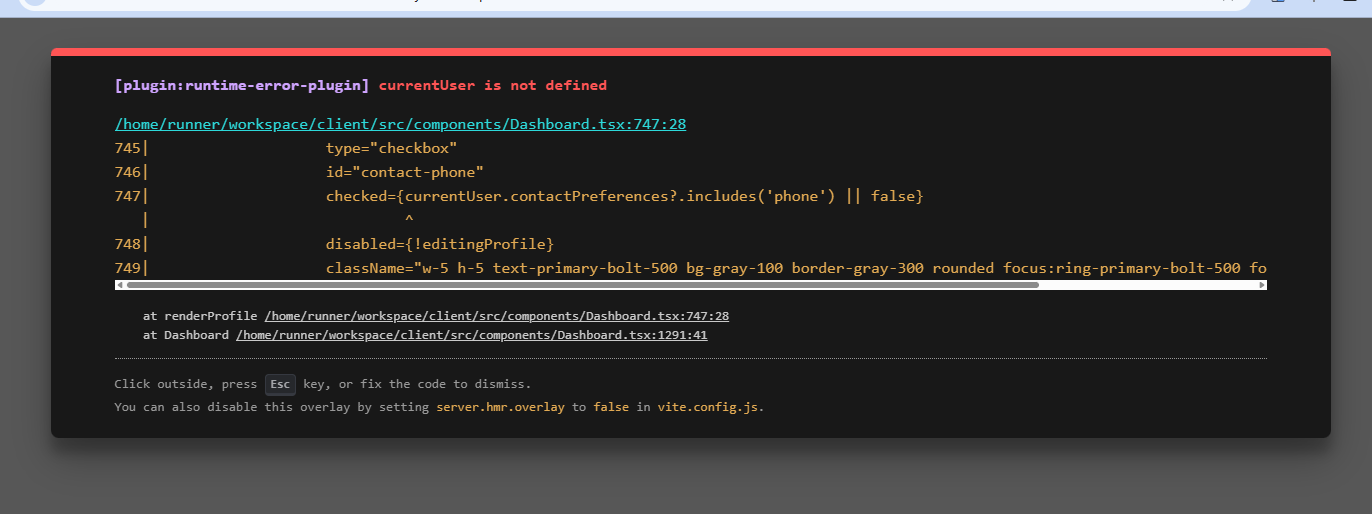 [plugin:runtime-error-plugin] currentUser is not defined
/home/runner/workspace/client/src/components/Dashboard.tsx:747:28
745|                    type="checkbox"
746|                    id="contact-phone"
747|                    checked={currentUser.contactPreferences?.includes('phone') || false}
   |                             ^
748|                    disabled={!editingProfile}
749|                    className="w-5 h-5 text-primary-bolt-500 bg-gray-100 border-gray-300 rounded focus:ring-primary-bolt-500 fo
at renderProfile /home/runner/workspace/client/src/components/Dashboard.tsx:747:28
at Dashboard /home/runner/workspace/client/src/components/Dashboard.tsx:1291:41
Click outside, press Esc key, or fix the code to dismiss.
You can also disable this overlay by setting server.hmr.overlay to false in vite.config.js.